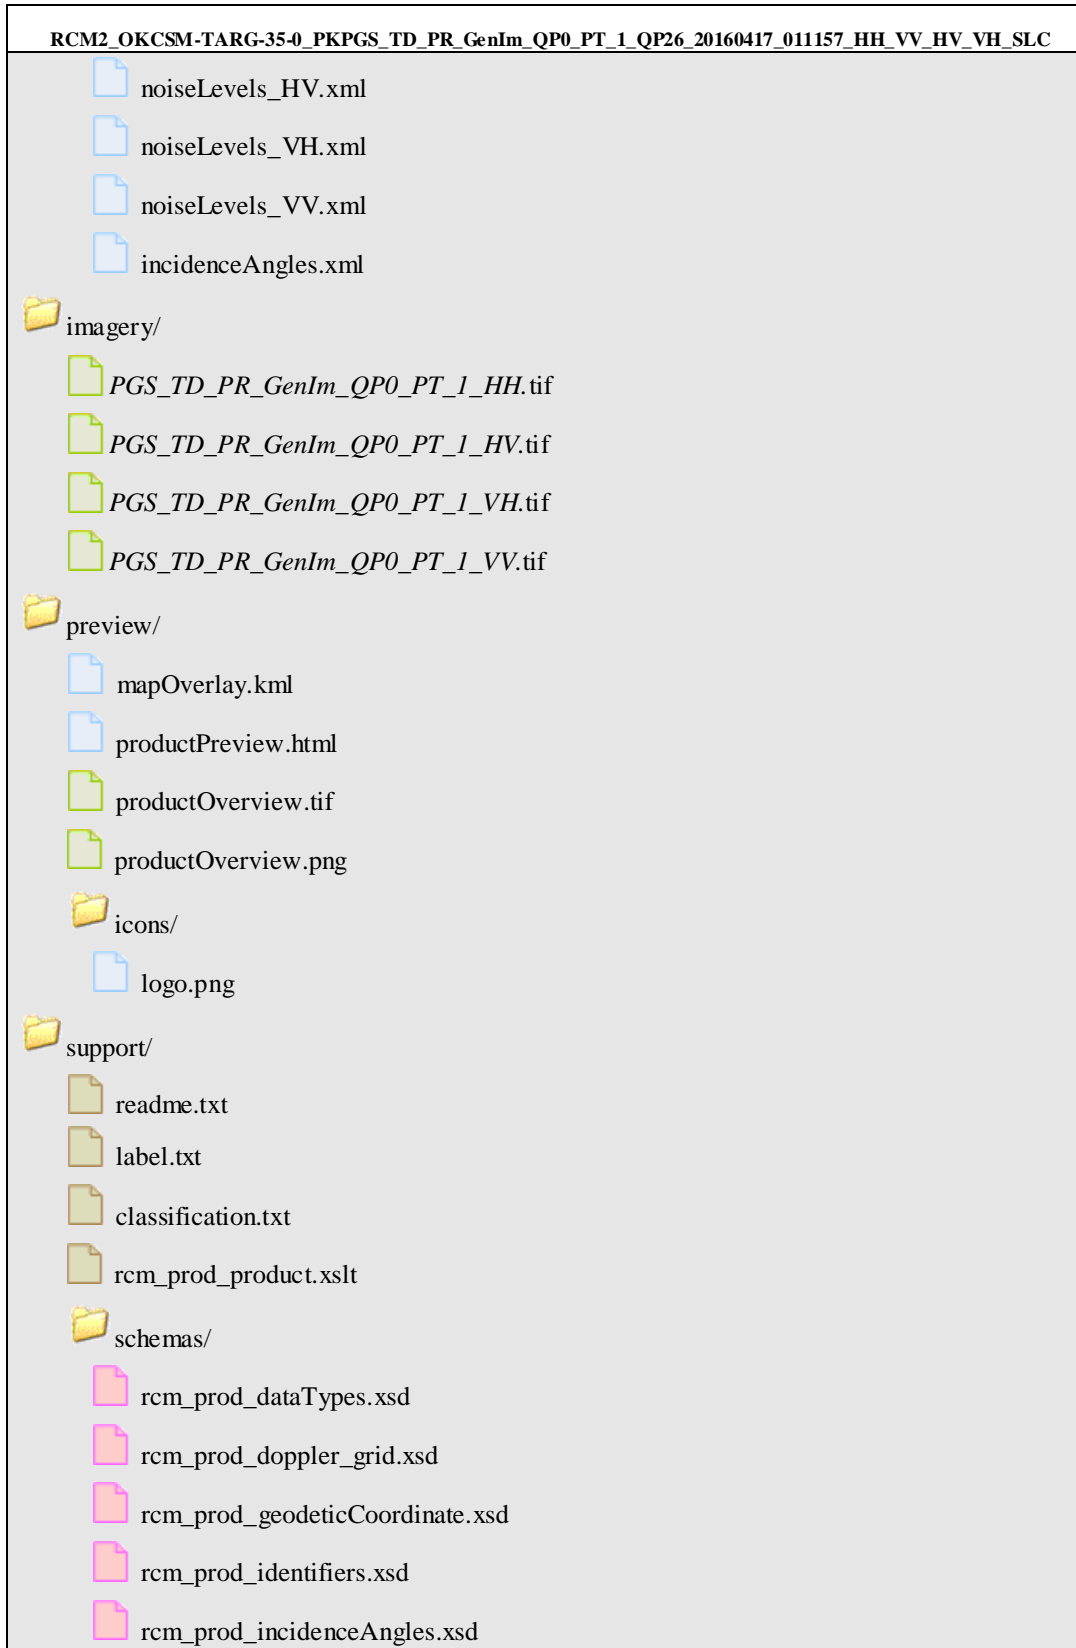 RCM2_OKCSM-TARG-35-0_PKPGS_TD_PR_GenIm_QP0_PT_1_QP26_20160417_011157_HH_VV_HV_VH_SLC
noiseLevels_HV.xml
noiseLevels_VH.xml
noiseLevels_VV.xml
incidenceAngles.xml
imagery/
PGS_TD_PR_GenIm_QP0_PT_1_HH.tif
PGS_TD_PR_GenIm_QP0_PT_1_HV.tif
PGS_TD_PR_GenIm_QP0_PT_1_VH.tif
PGS_TD_PR_GenIm_QP0_PT_1_VV.tif
preview/
mapOverlay.kml
productPreview.html
productOverview.tif
productOverview.png
icons/
logo.png
support/
readme.txt
label.txt
classification.txt
rcm_prod_product.xslt
schemas/
rcm_prod_dataTypes.xsd
rcm_prod_doppler_grid.xsd
rcm_prod_geodeticCoordinate.xsd
rcm_prod_identifiers.xsd
rcm_prod_incidenceAngles.xsd